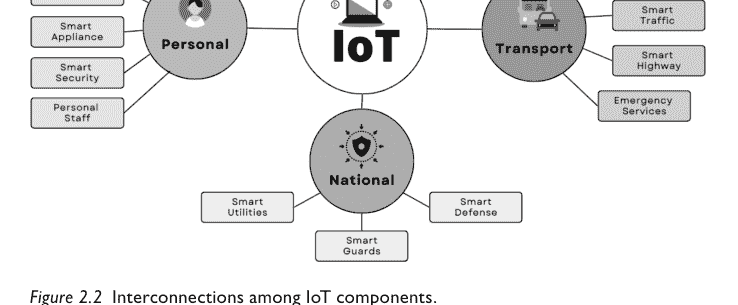 Smart
Appliance
Smart
Security
Personal
Staff
Personal
IoT
Transport
Smart
Traffic
Smart
Highway
Emergency
Services
National
Smart
Utilities
Smart
Defense
Smart
Guards
Figure 2.2 Interconnections among IoT components.